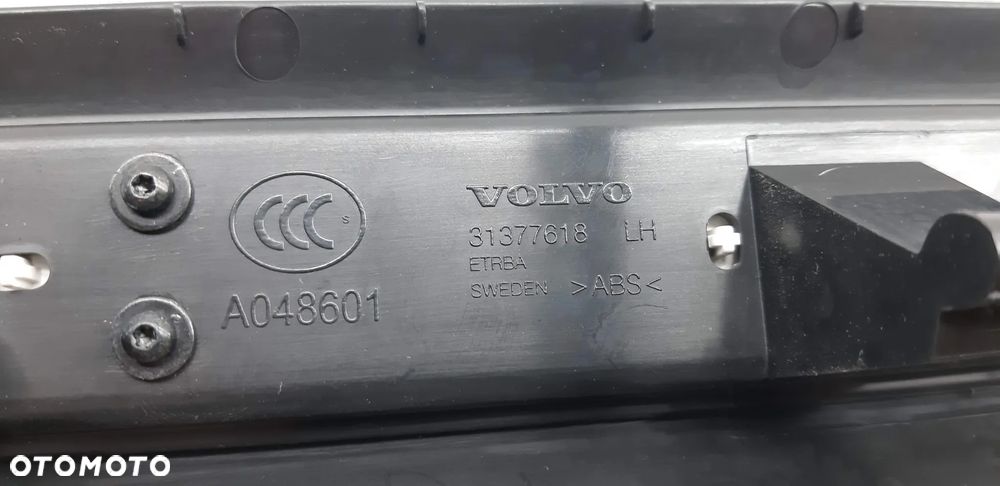 CCC S
A048601
VOLVO
31377618 LH
ETRBA
SWEDEN >ABS<
OTOMOTO